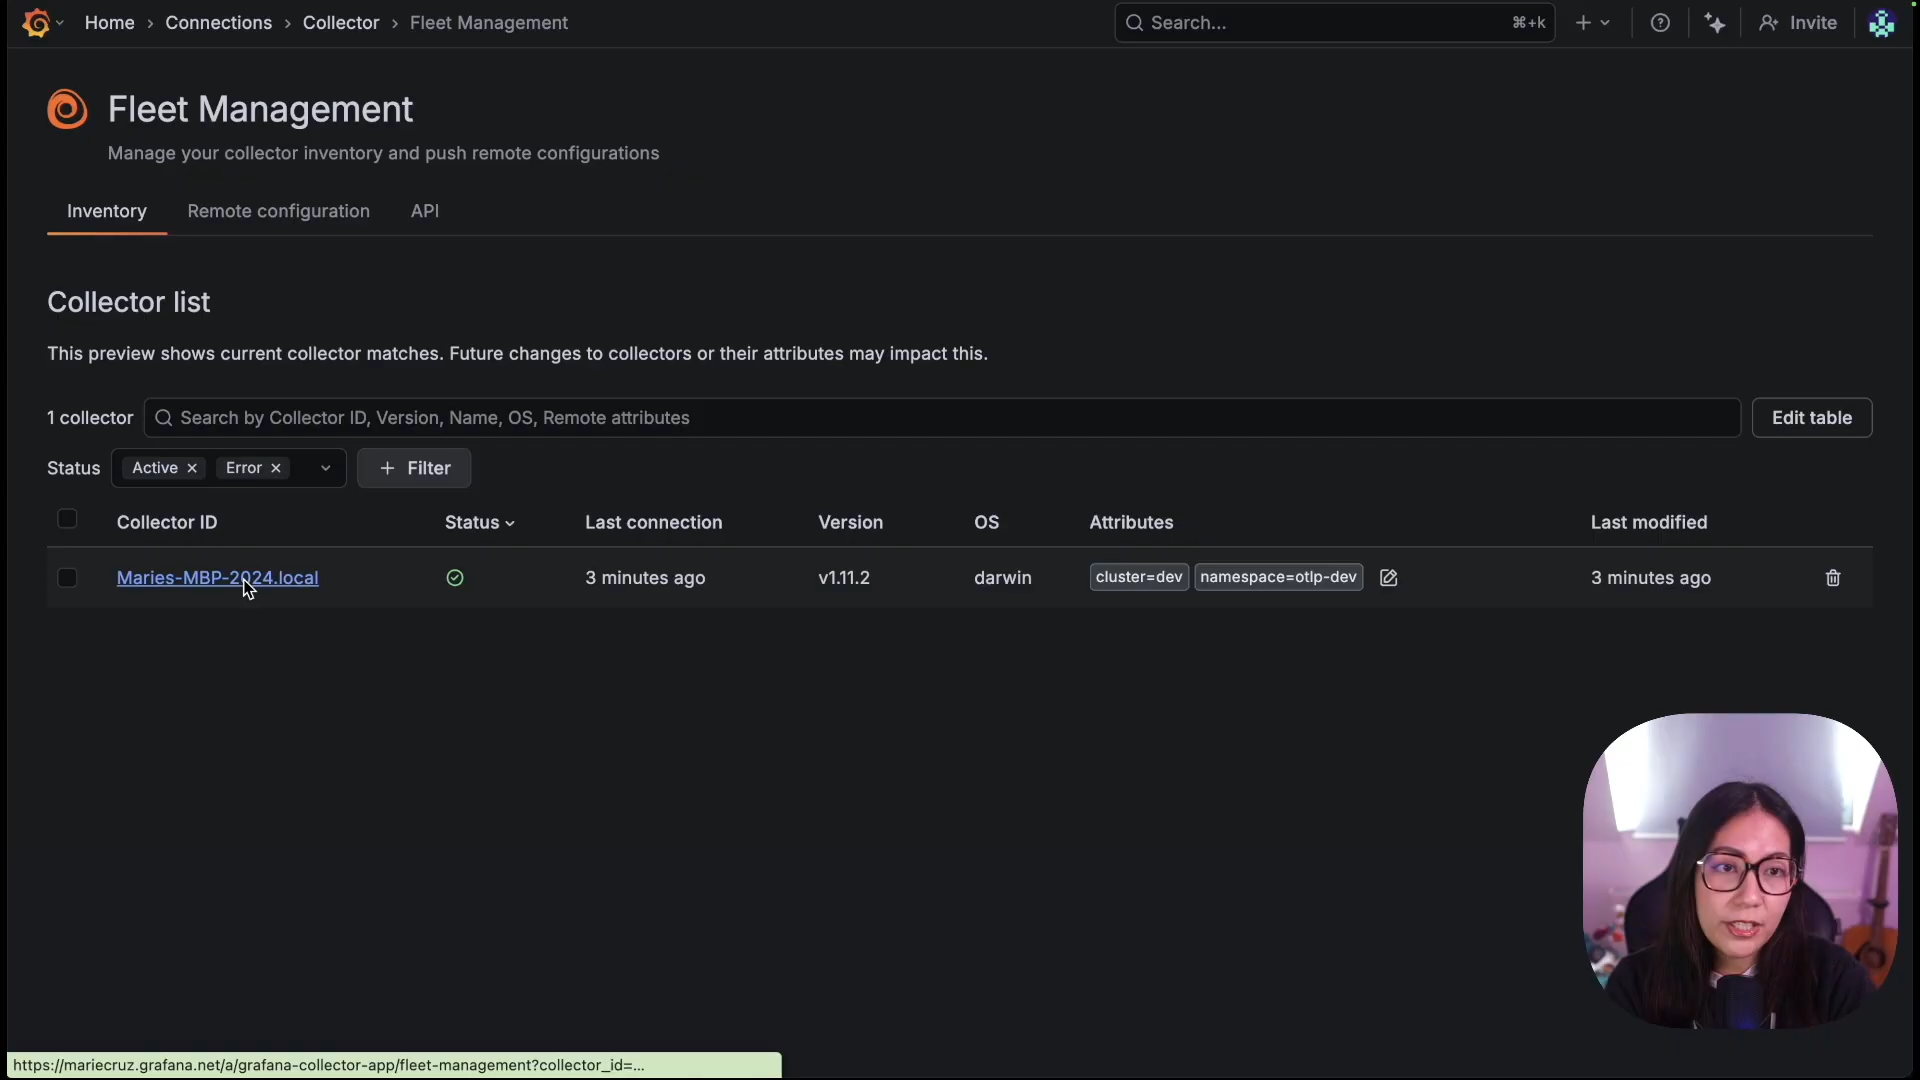 Home › Connections › Collector › Fleet Management
Search... ⌘+k
Invite
Fleet Management
Manage your collector inventory and push remote configurations
Inventory Remote configuration API
Collector list
This preview shows current collector matches. Future changes to collectors or their attributes may impact this.
1 collector Search by Collector ID, Version, Name, OS, Remote attributes Edit table
Status Active × Error × + Filter
Collector ID Status Last connection Version OS Attributes Last modified
Maries-MBP-2024.local 3 minutes ago v1.11.2 darwin cluster=dev namespace=otlp-dev 3 minutes ago
https://mariecruz.grafana.net/a/grafana-collector-app/fleet-management?collector_id=...